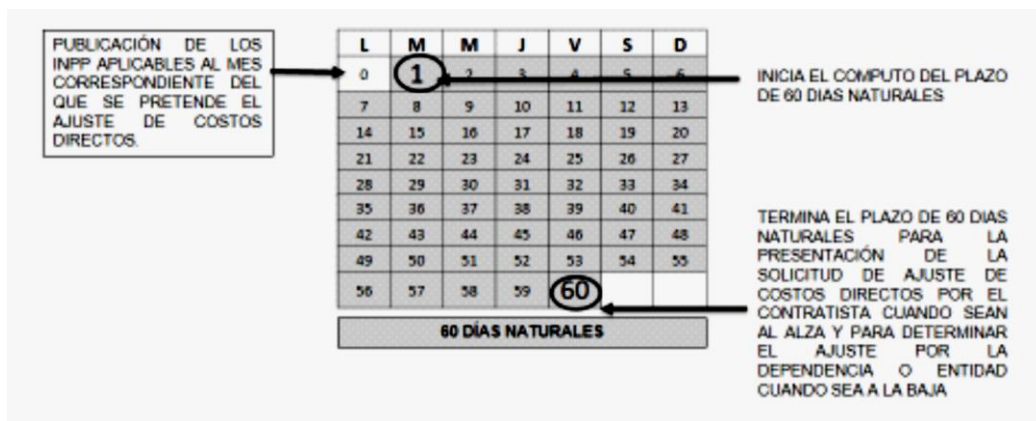 PUBLICACIÓN DE LOS
INPP APLICABLES AL MES
CORRESPONDIENTE DEL
QUE SE PRETENDE EL
AJUSTE DE COSTOS
DIRECTOS.
L M M J V S D
0 1 2 3 4 5 6
7 8 9 10 11 12 13
14 15 16 17 18 19 20
21 22 23 24 25 26 27
28 29 30 31 32 33 34
35 36 37 38 39 40 41
42 43 44 45 46 47 48
49 50 51 52 53 54 55
56 57 58 59 60
60 DÍAS NATURALES
INICIA EL COMPUTO DEL PLAZO
DE 60 DIAS NATURALES
TERMINA EL PLAZO DE 60 DIAS
NATURALES PARA LA
PRESENTACIÓN DE LA
SOLICITUD DE AJUSTE DE
COSTOS DIRECTOS POR EL
CONTRATISTA CUANDO SEAN
AL ALZA Y PARA DETERMINAR
EL AJUSTE POR LA
DEPENDENCIA O ENTIDAD
CUANDO SEA A LA BAJA